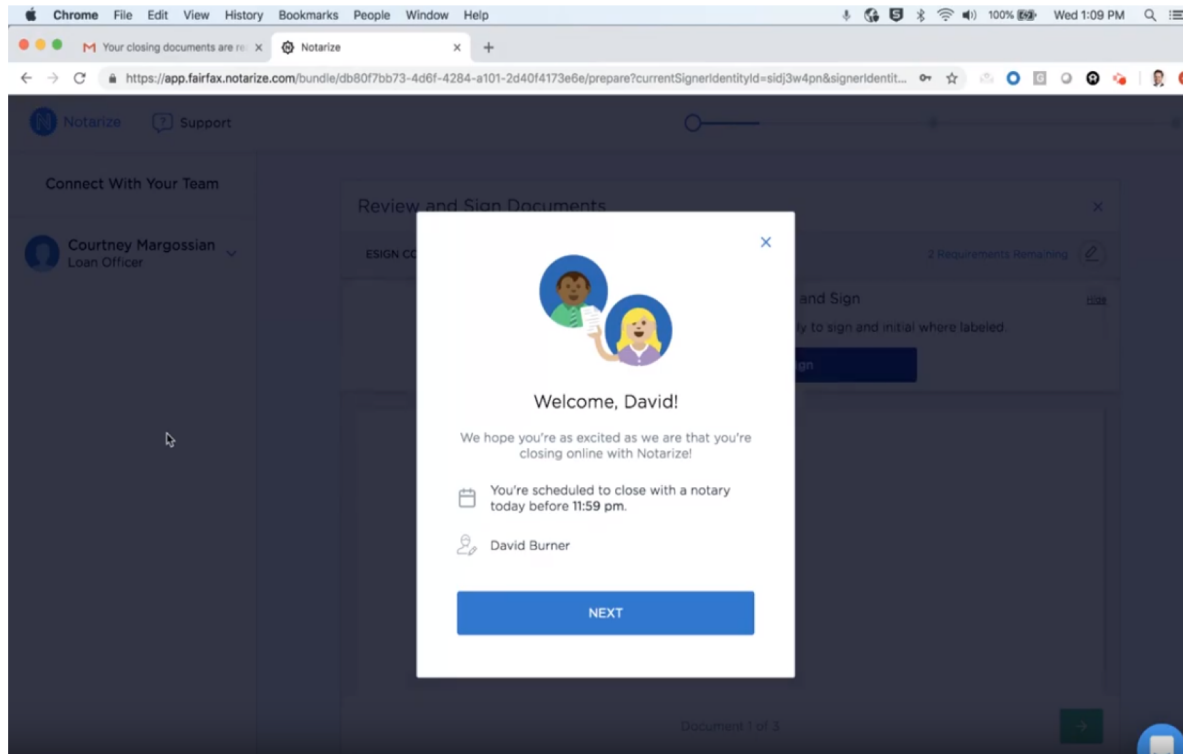 Chrome File Edit View History Bookmarks People Window Help 100% Wed 1:09 PM
Your closing documents are re Notarize
https://app.fairfax.notarize.com/bundle/db80f7bb73-4d6f-4284-a101-2d40f4173e6e/prepare?currentSignerIdentityId=sidj3w4pn&signerIdentit...
Notarize Support
Connect With Your Team
Courtney Margossian
Loan Officer
Review and Sign Documents
ESIGN
2 Requirements Remaining
and Sign Hide
to sign and initial where labeled.
Welcome, David!
We hope you're as excited as we are that you're
closing online with Notarize!
You're scheduled to close with a notary
today before 11:59 pm.
David Burner
NEXT
Document 1 of 3